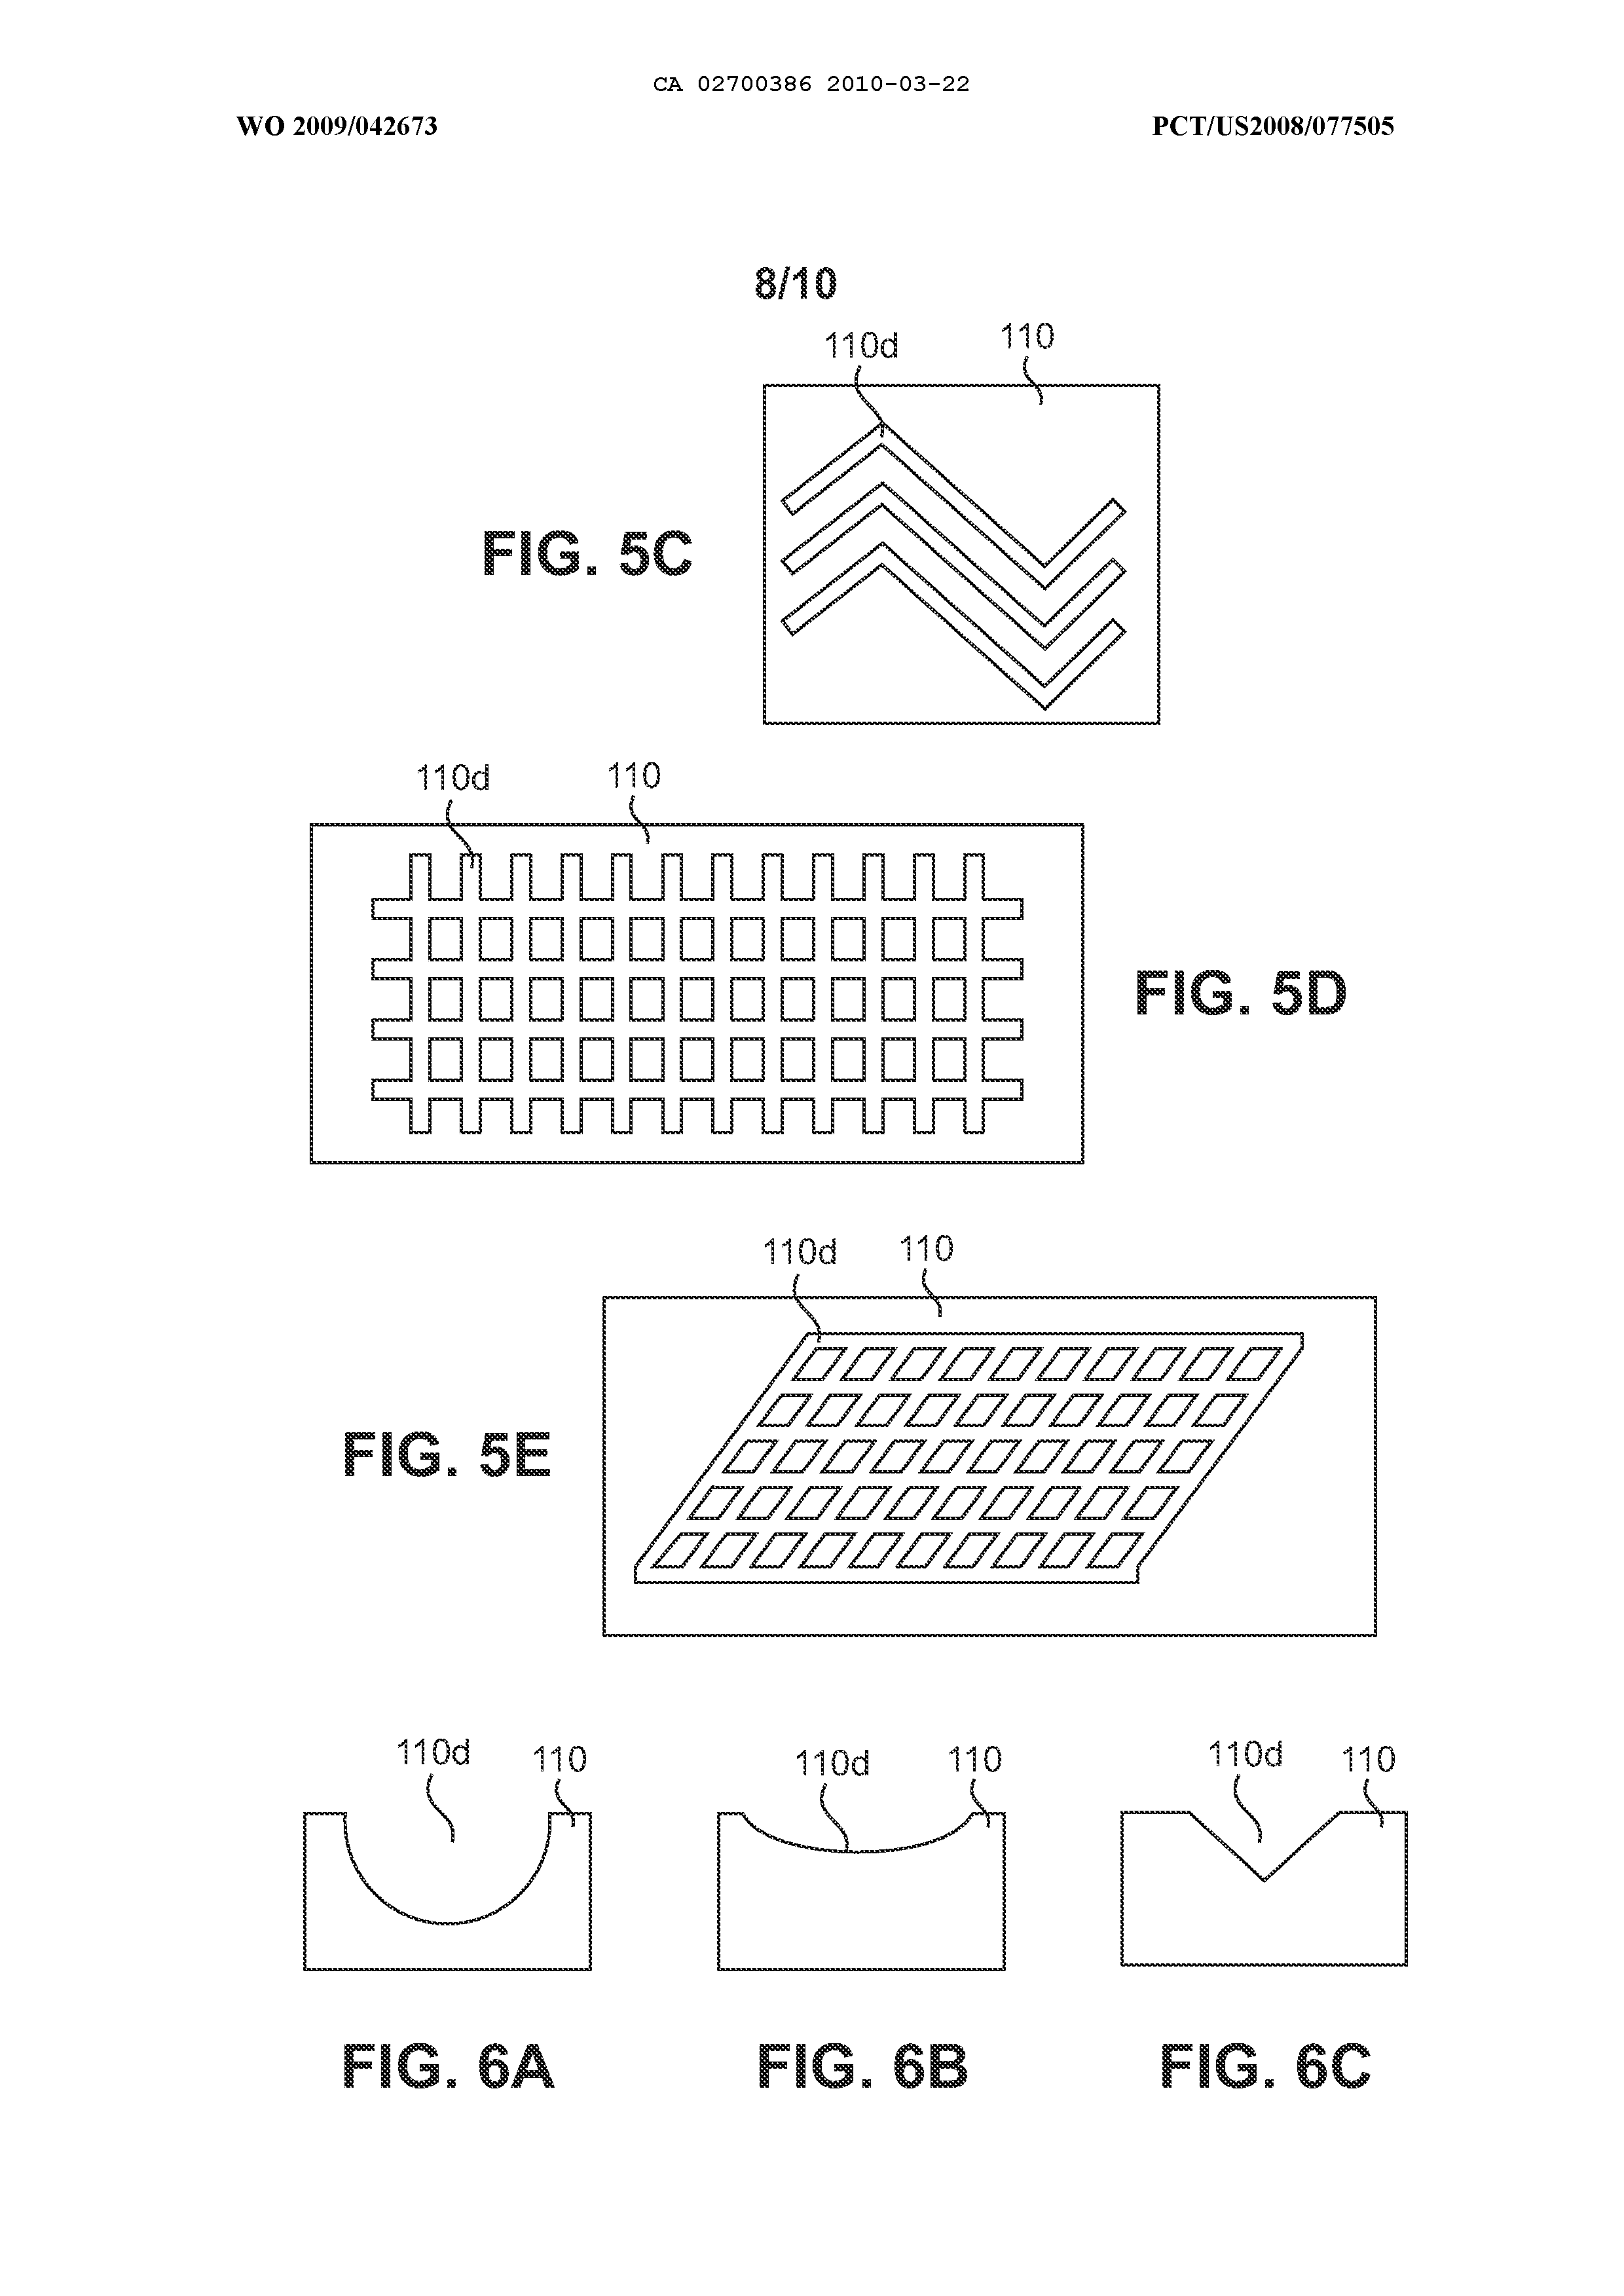 CA 02700386 2010-03-22
WO 2009/042673 PCT/US2008/077505
8/10
110d 110
FIG. 5C
110d 110
FIG. 5D
110d 110
FIG. 5E
110d 110 110d 110 110d 110
FIG. 6A FIG. 6B FIG. 6C